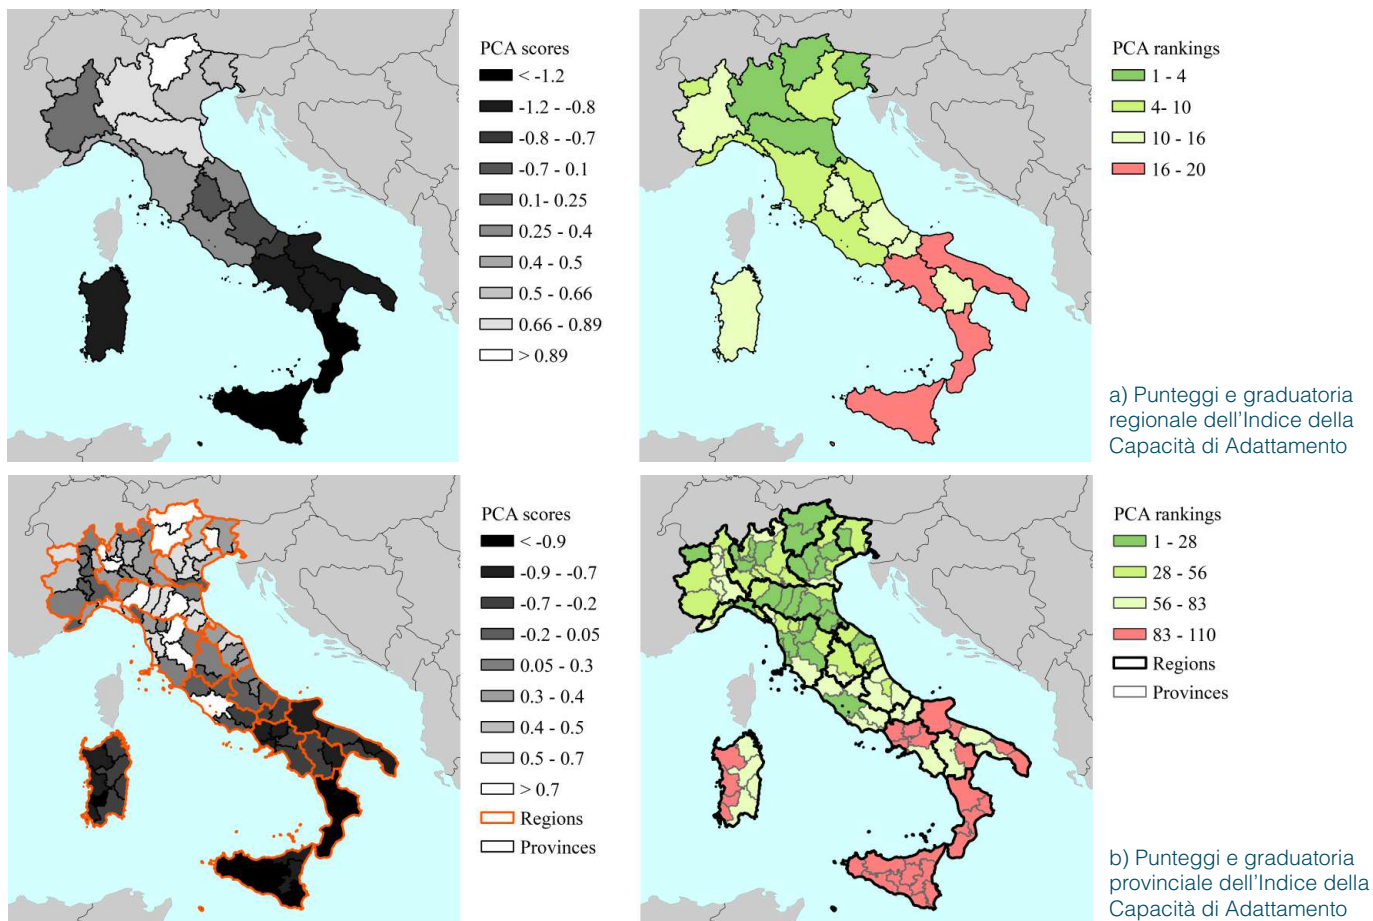 PCA scores
< -1.2
-1.2 - -0.8
-0.8 - -0.7
-0.7 - 0.1
0.1- 0.25
0.25 - 0.4
0.4 - 0.5
0.5 - 0.66
0.66 - 0.89
> 0.89
PCA rankings
1 - 4
4- 10
10 - 16
16 - 20
a) Punteggi e graduatoria
regionale dell’Indice della
Capacità di Adattamento
PCA scores
< -0.9
-0.9 - -0.7
-0.7 - -0.2
-0.2 - 0.05
0.05 - 0.3
0.3 - 0.4
0.4 - 0.5
0.5 - 0.7
> 0.7
Regions
Provinces
PCA rankings
1 - 28
28 - 56
56 - 83
83 - 110
Regions
Provinces
b) Punteggi e graduatoria
provinciale dell’Indice della
Capacità di Adattamento